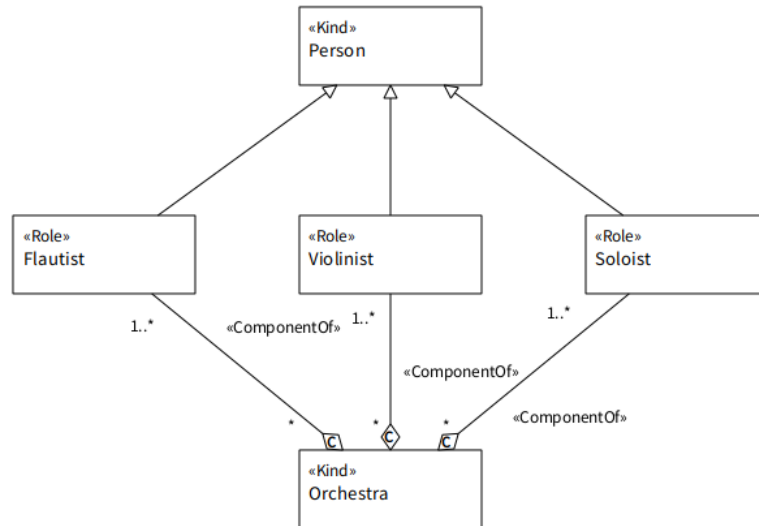 «Kind»
Person
«Role»
Flautist
«Role»
Violinist
«Role»
Soloist
1..*
«ComponentOf»
1..*
1..*
«ComponentOf»
«ComponentOf»
*
*
*
C
C
C
«Kind»
Orchestra